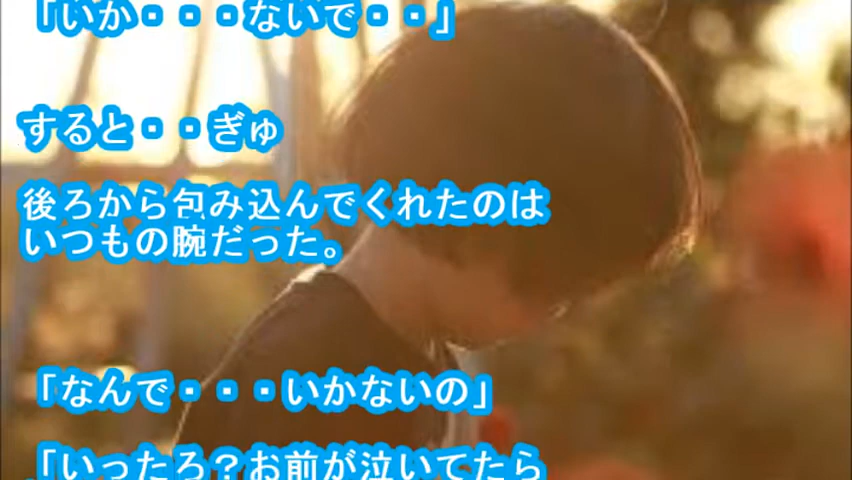 「いか・・・ないで・・」
すると・・ぎゅ
後ろから包み込んでくれたのは
いつもの腕だった。
「なんで・・・いかないの」
「いったろ？お前が泣いてたら